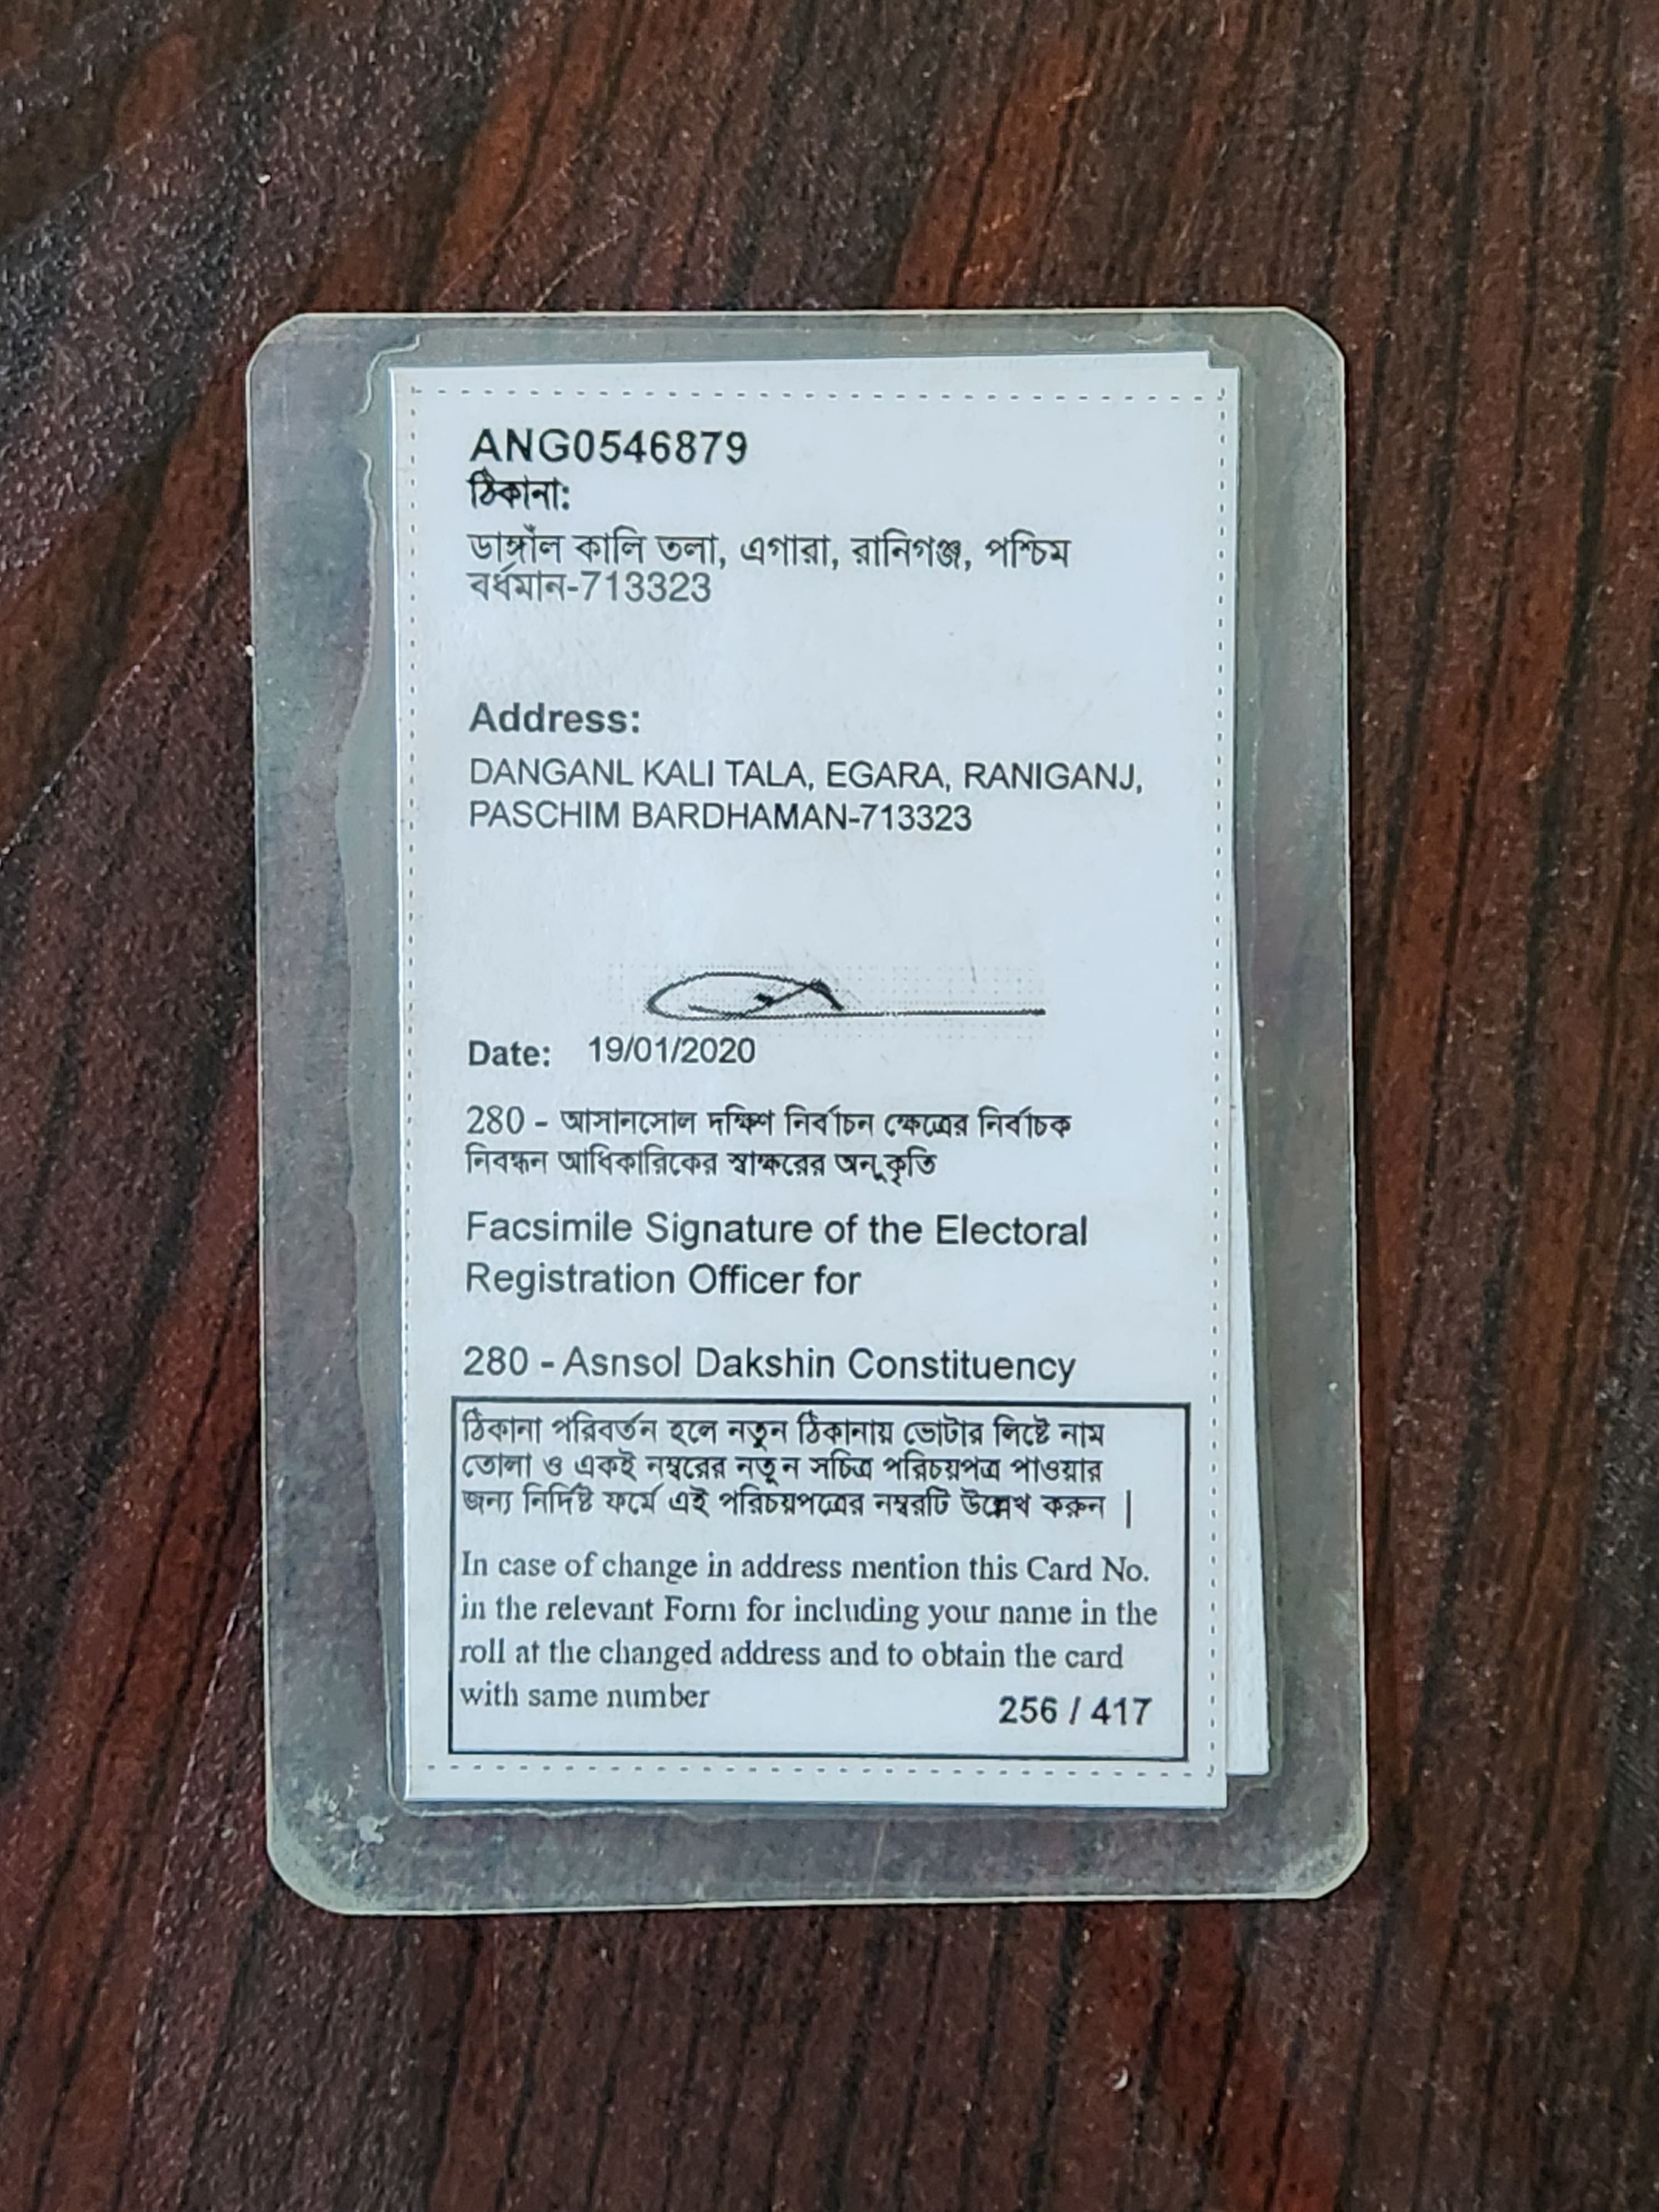 ANG0546879
ঠিকানা:
ডাঙ্গাঁল কালি তলা, এগারা, রানিগঞ্জ, পশ্চিম
বর্ধমান-713323
Address:
DANGANL KALI TALA, EGARA, RANIGANJ,
PASCHIM BARDHAMAN-713323
Date: 19/01/2020
280 - আসানসোল দক্ষিণ নির্বাচন ক্ষেত্রের নির্বাচক
নিবন্ধন আধিকারিকের স্বাক্ষরের অনুকৃতি
Facsimile Signature of the Electoral
Registration Officer for
280 - Asnsol Dakshin Constituency
ঠিকানা পরিবর্তন হলে নতুন ঠিকানায় ভোটার লিষ্টে নাম
তোলা ও একই নম্বরের নতুন সচিত্র পরিচয়পত্র পাওয়ার
জন্য নির্দিষ্ট ফর্মে এই পরিচয়পত্রের নম্বরটি উল্লেখ করুন |
In case of change in address mention this Card No.
in the relevant Form for including your name in the
roll at the changed address and to obtain the card
with same number
256 / 417